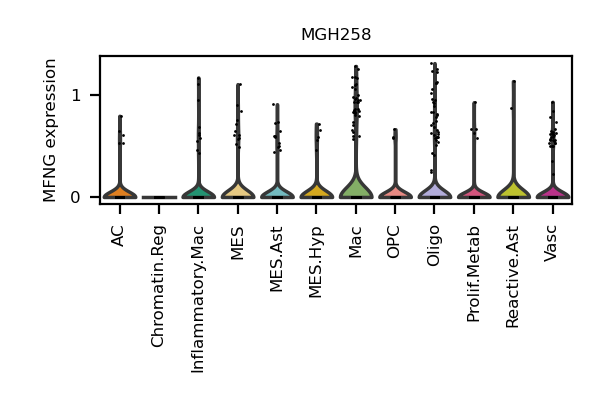 MGH258
MFNG expression
1
0
AC
Chromatin.Reg
Inflammatory.Mac
MES
MES.Ast
MES.Hyp
Mac
OPC
Oligo
Prolif.Metab
Reactive.Ast
Vasc